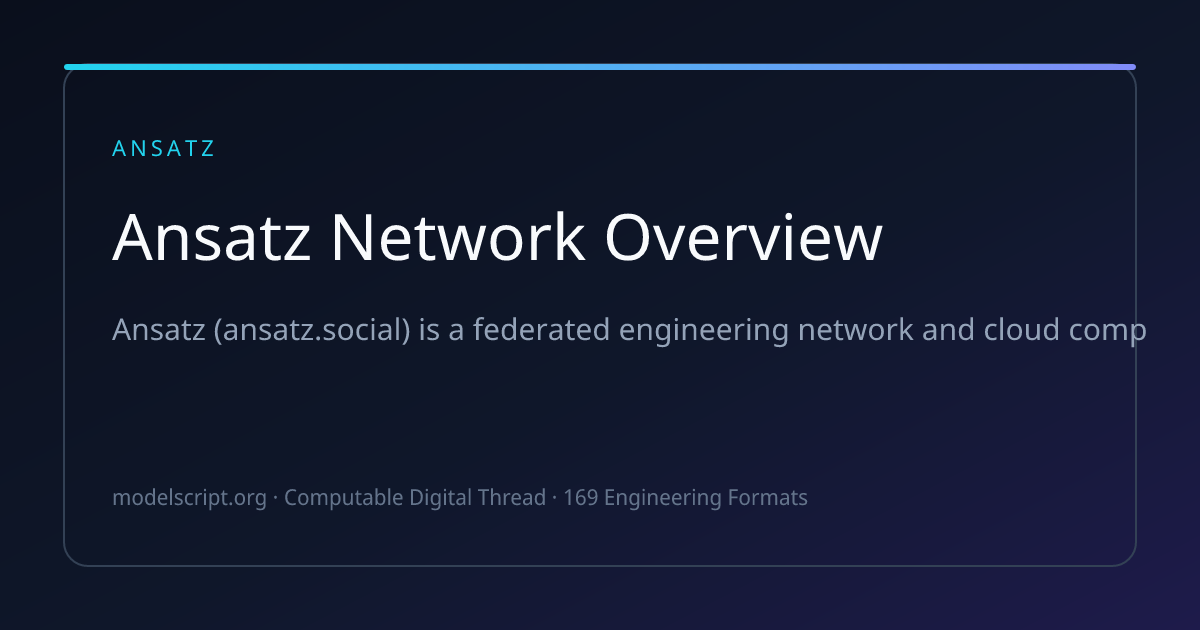 ANSATZ
Ansatz Network Overview
Ansatz (ansatz.social) is a federated engineering network and cloud comp
modelscript.org · Computable Digital Thread · 169 Engineering Formats